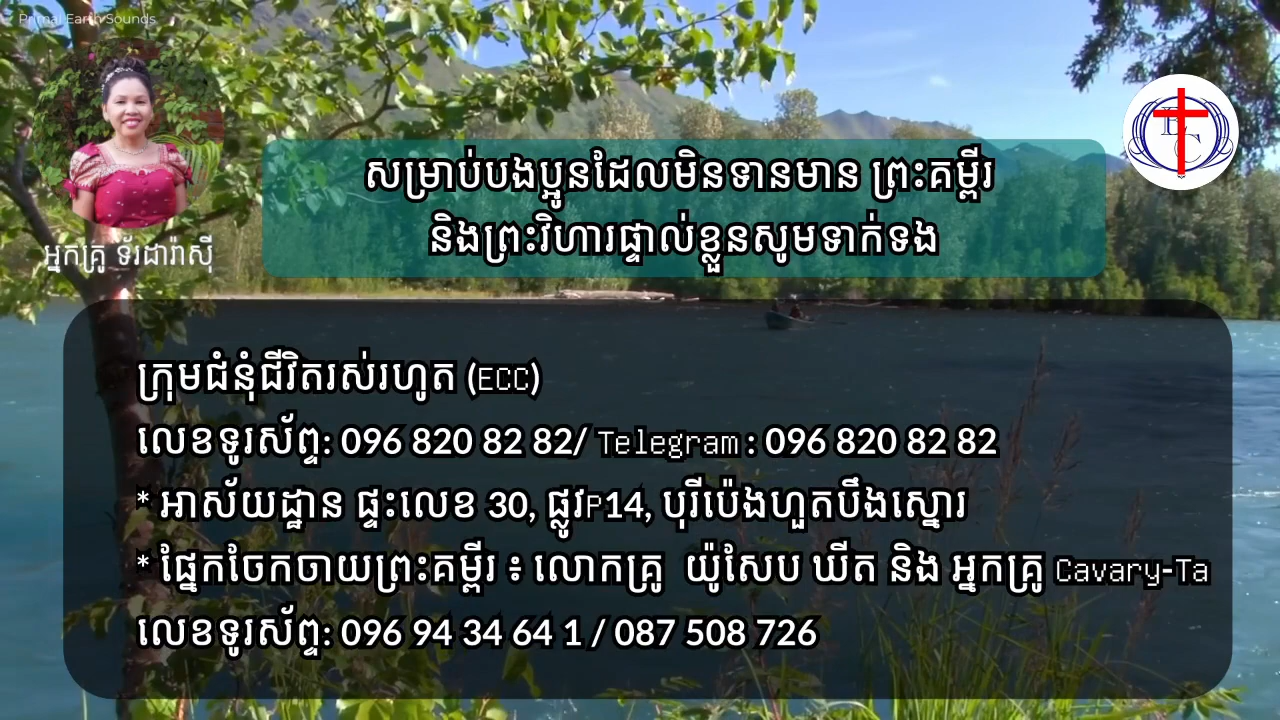 Primal Earth Sounds
អ្នកគ្រូ ទ័រដារ៉ាស៊ី
សម្រាប់បងប្អូនដែលមិនទានមាន ព្រះគម្ពីរ
និងព្រះវិហារផ្ទាល់ខ្លួនសូមទាក់ទង
ក្រុមជំនុំជីវិតរស់រហូត (ECC)
លេខទូរស័ព្ទ: 096 820 82 82/ Telegram : 096 820 82 82
* អាស័យដ្ឋាន ផ្ទះលេខ 30, ផ្លូវP14, បុរីប៉េងហួតបឹងស្នោរ
* ផ្នែកចែកចាយព្រះគម្ពីរ ៖ លោកគ្រូ យ៉ូសែប ឃីត និង អ្នកគ្រូ Cavary-Ta
លេខទូរស័ព្ទ: 096 94 34 64 1 / 087 508 726